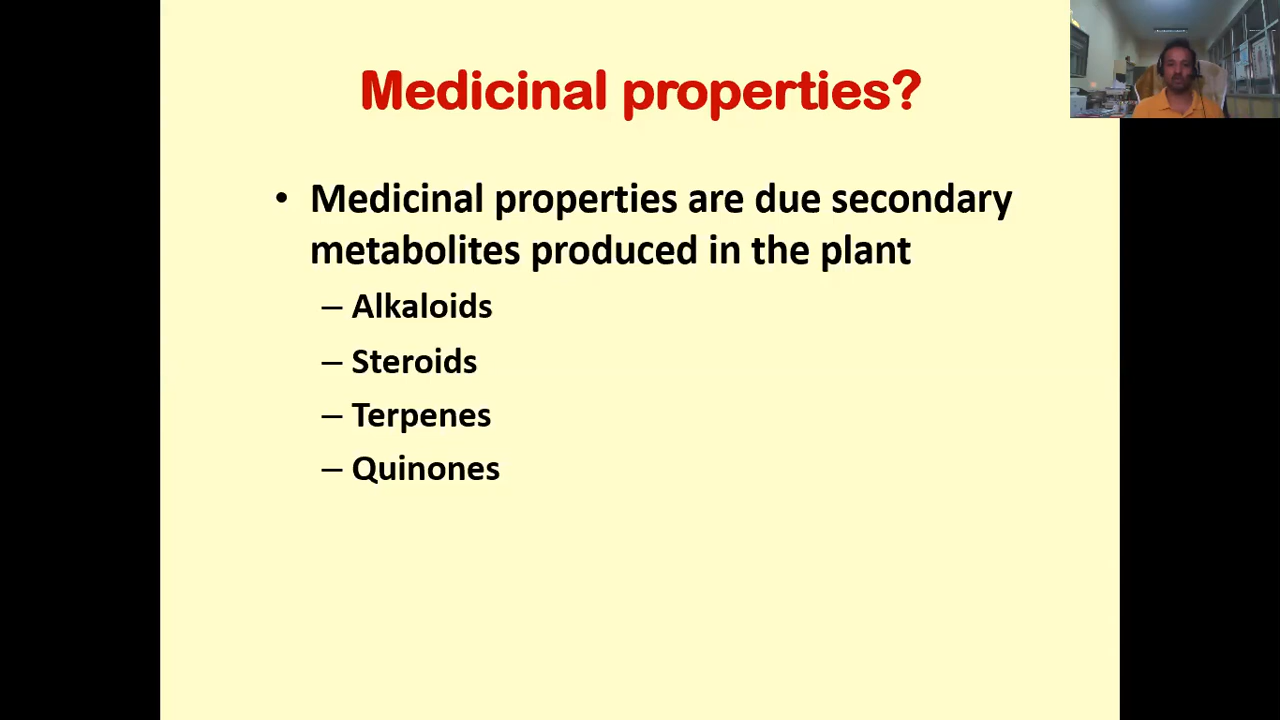 Medicinal properties?
• Medicinal properties are due secondary
metabolites produced in the plant
– Alkaloids
– Steroids
– Terpenes
– Quinones